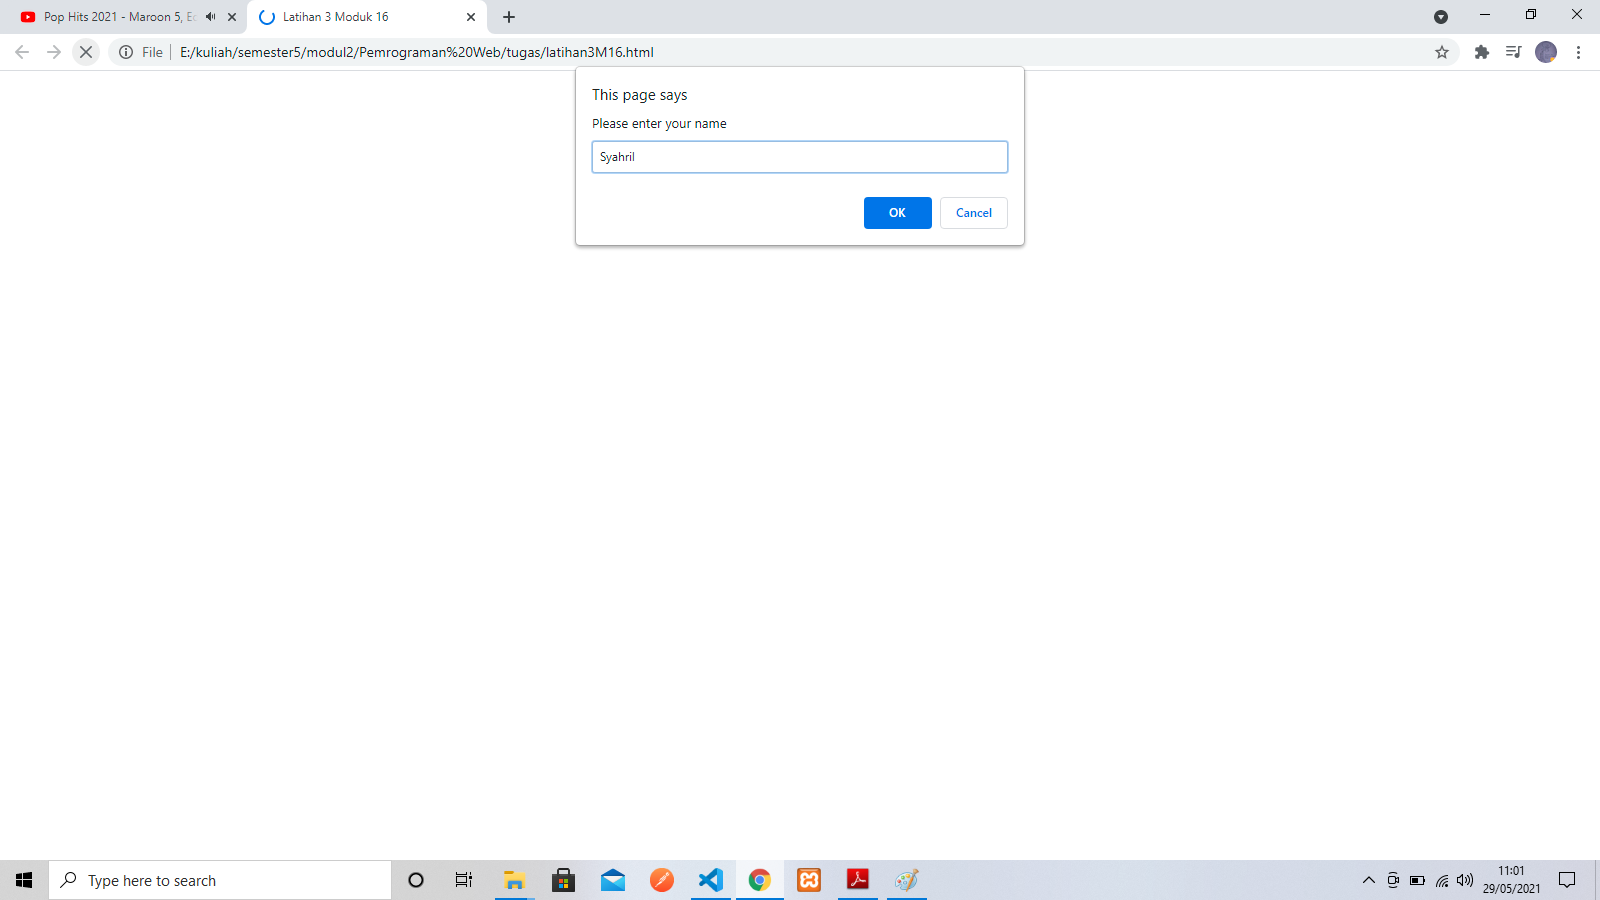 Pop Hits 2021 - Maroon 5, Ec
Latihan 3 Moduk 16
File
E:/kuliah/semester5/modul2/Pemrograman%20Web/tugas/latihan3M16.html
This page says
Please enter your name
Syahril
OK
Cancel
Type here to search
11:01
29/05/2021